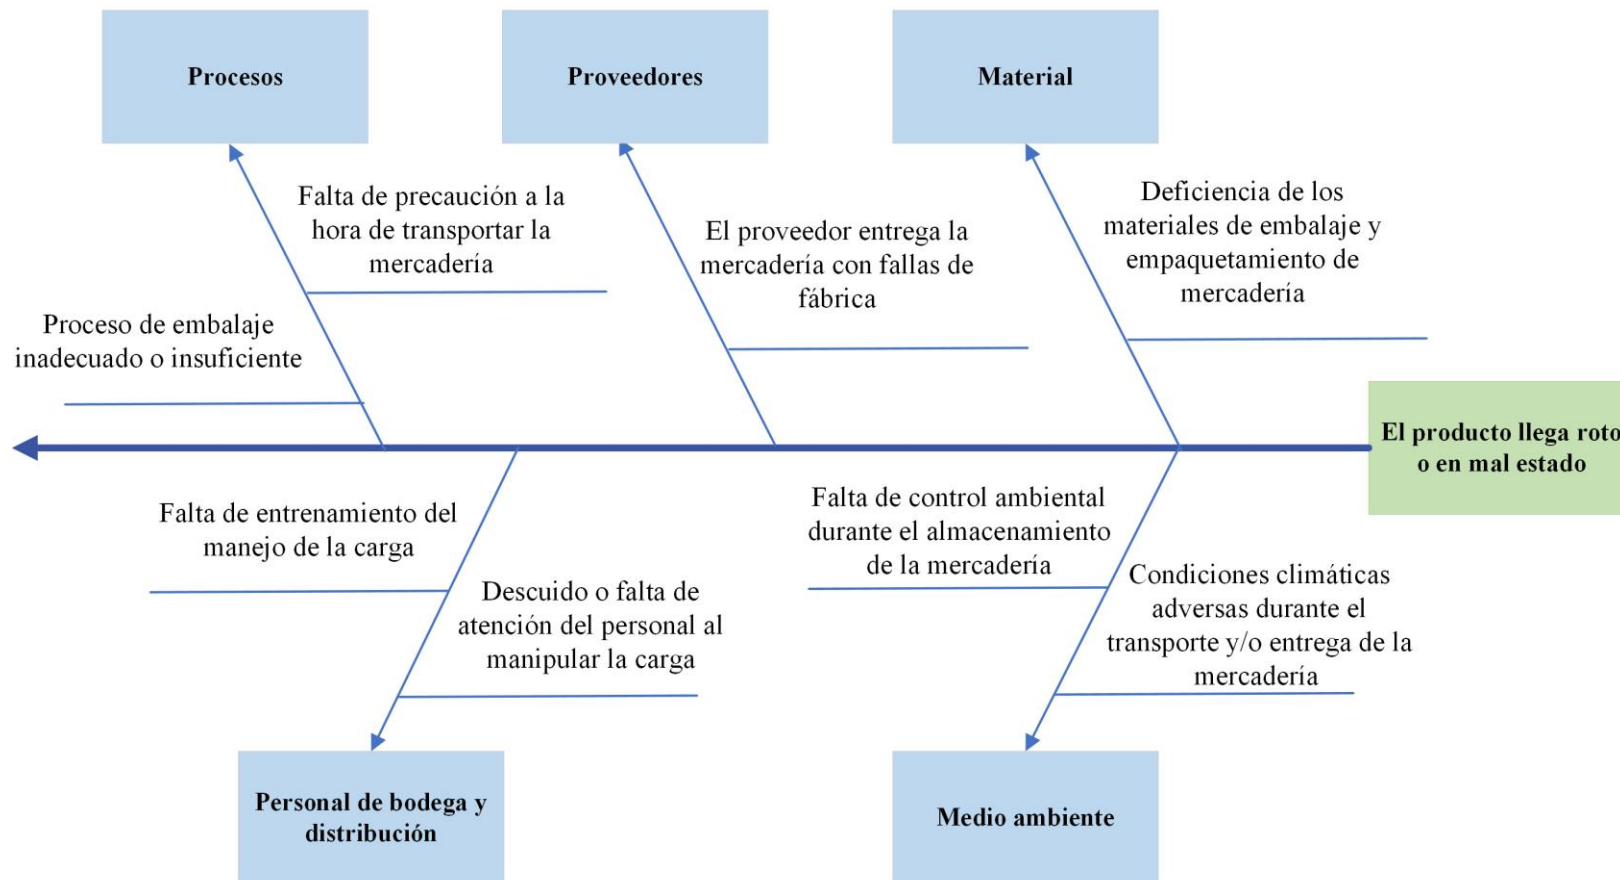 Procesos
Proveedores
Material
Falta de precaución a la
hora de transportar la
mercadería
El proveedor entrega la
mercadería con fallas de
fábrica
Deficiencia de los
materiales de embalaje y
empaquetamiento de
mercadería
Proceso de embalaje
inadecuado o insuficiente
El producto llega roto
o en mal estado
Falta de entrenamiento del
manejo de la carga
Descuido o falta de
atención del personal al
manipular la carga
Falta de control ambiental
durante el almacenamiento
de la mercadería
Condiciones climáticas
adversas durante el
transporte y/o entrega de la
mercadería
Personal de bodega y
distribución
Medio ambiente